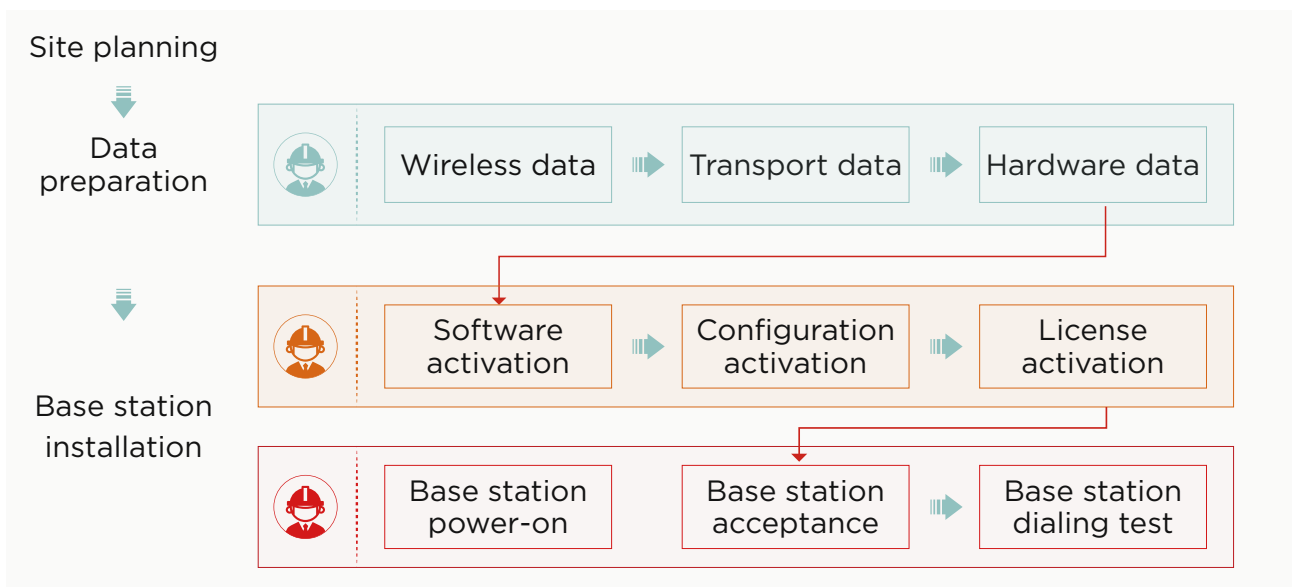 Site planning
Data
preparation
Wireless data
Transport data
Hardware data
Base station
installation
Software
activation
Configuration
activation
License
activation
Base station
power-on
Base station
acceptance
Base station
dialing test